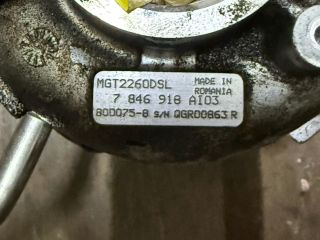 MGT2260DSL
MADE IN
ROMANIA
7 846 918 AI03
800075-8 S/N QGR00863 R